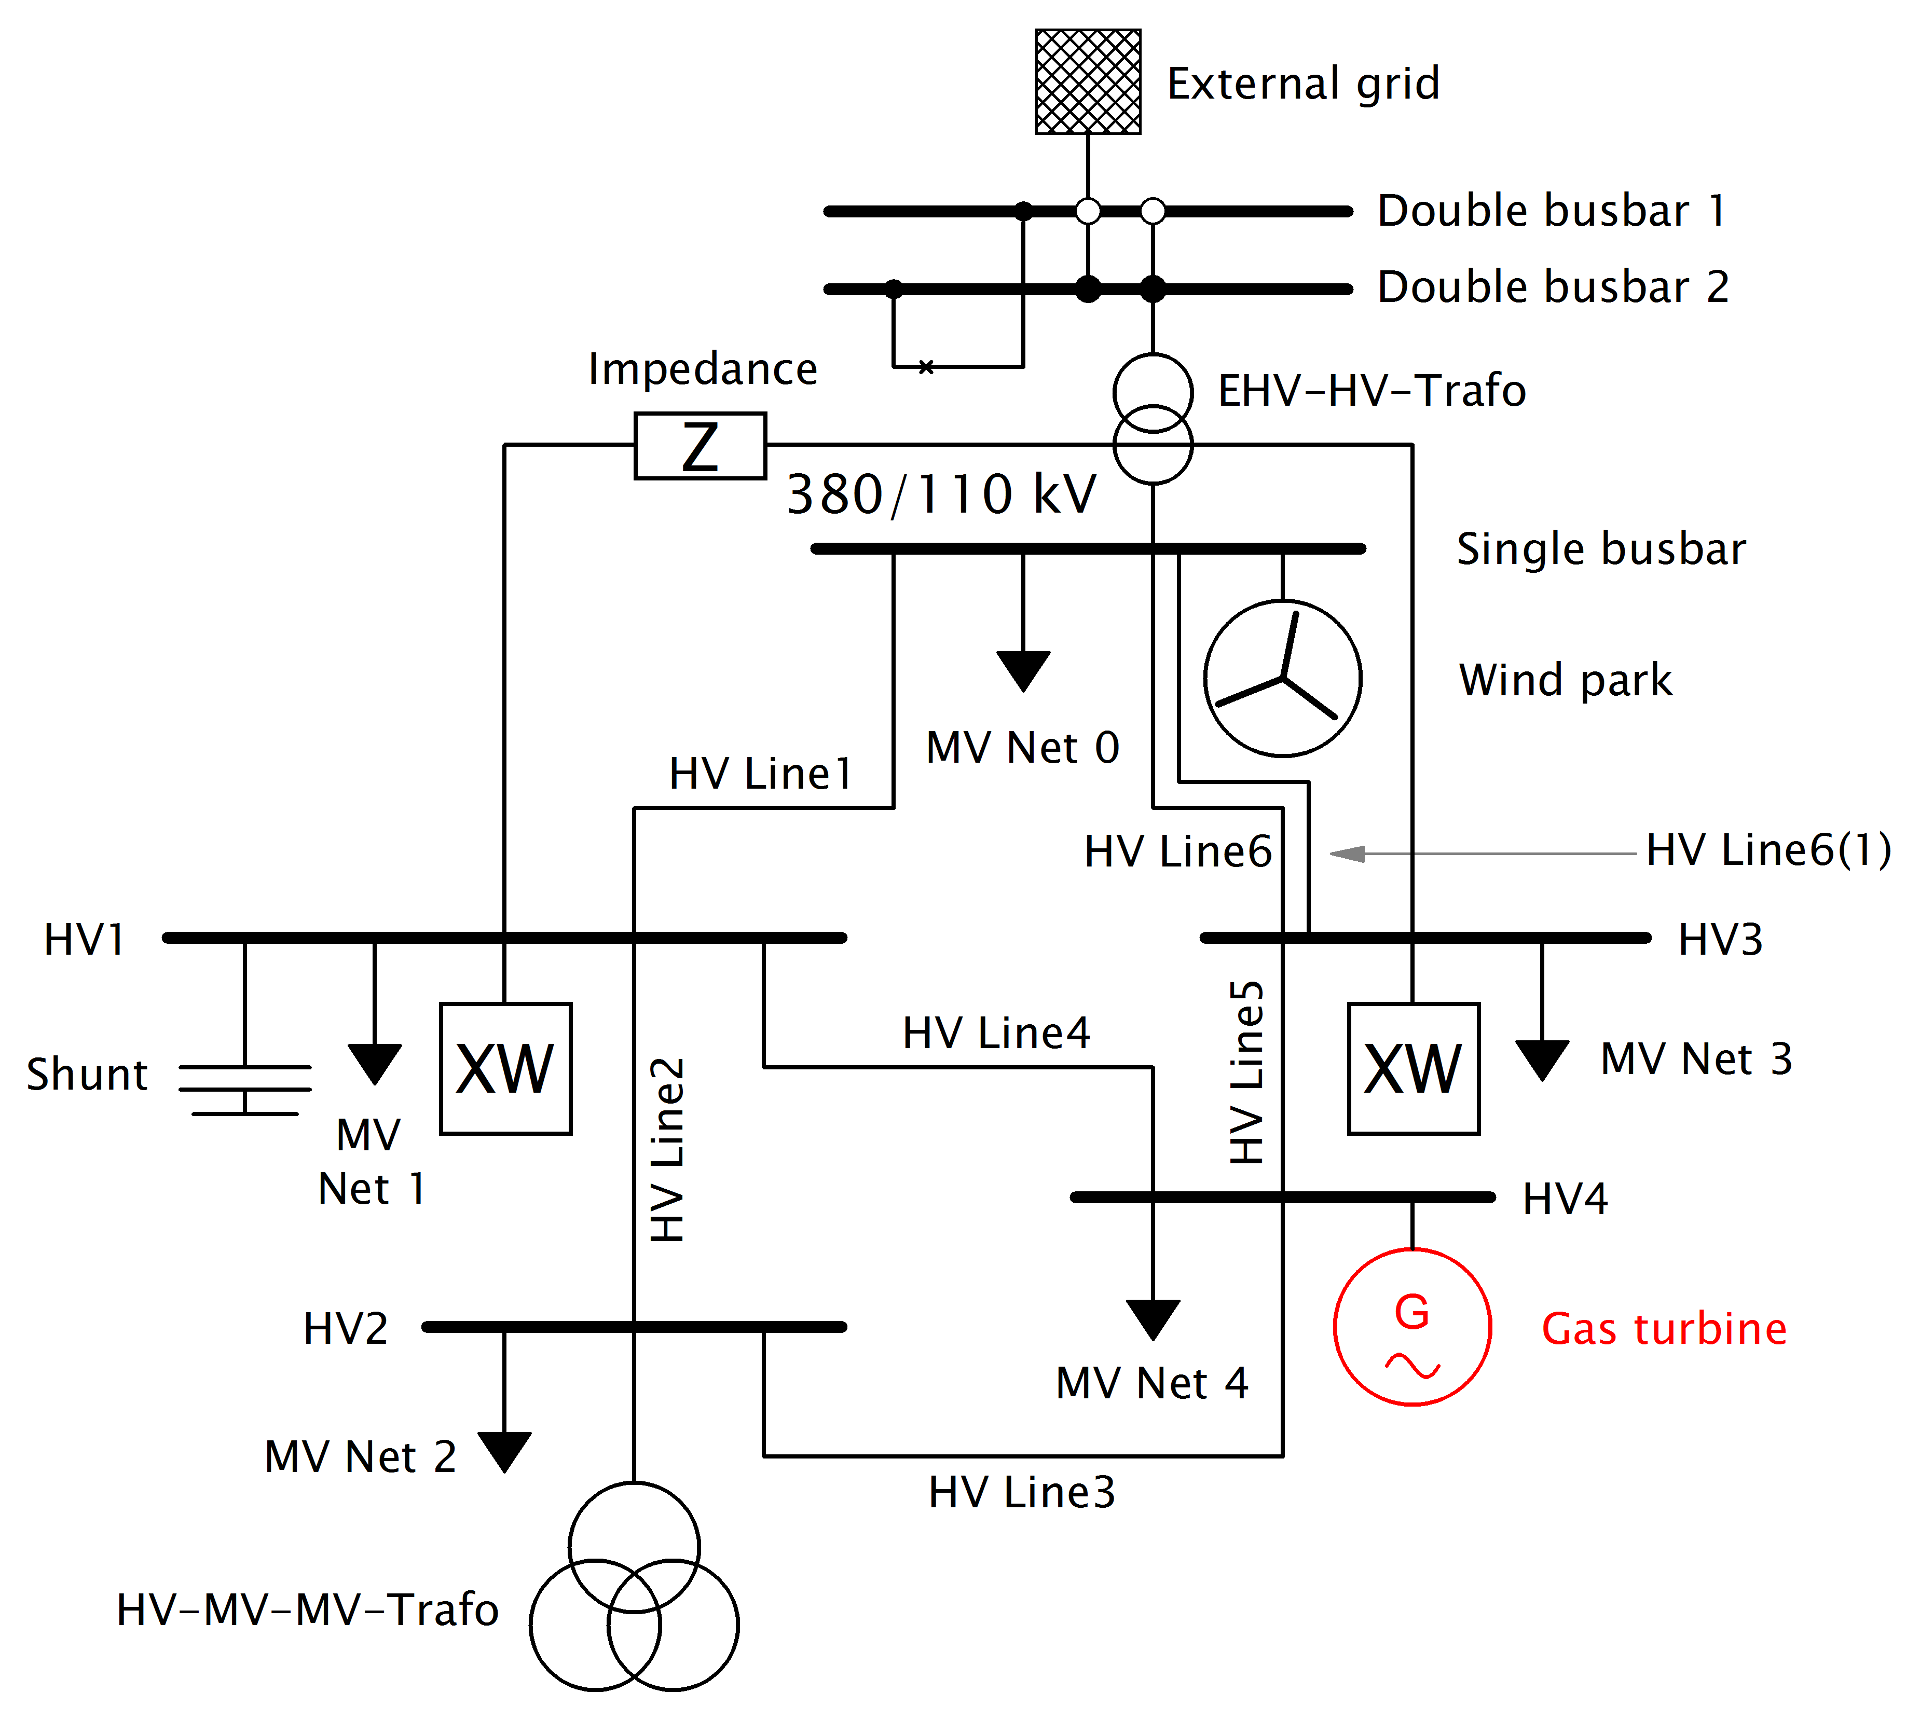 External grid
Double busbar 1
Double busbar 2
Impedance
EHV-HV-Trafo
Z
380/110 kV
Single busbar
Wind park
MV Net 0
HV Line1
HV Line6
HV Line6(1)
HV1
HV3
HV Line5
HV Line4
Shunt
XW
XW
MV Net 3
HV Line2
MV
Net 1
HV4
HV2
G
Gas turbine
MV Net 4
MV Net 2
HV Line3
HV-MV-MV-Trafo